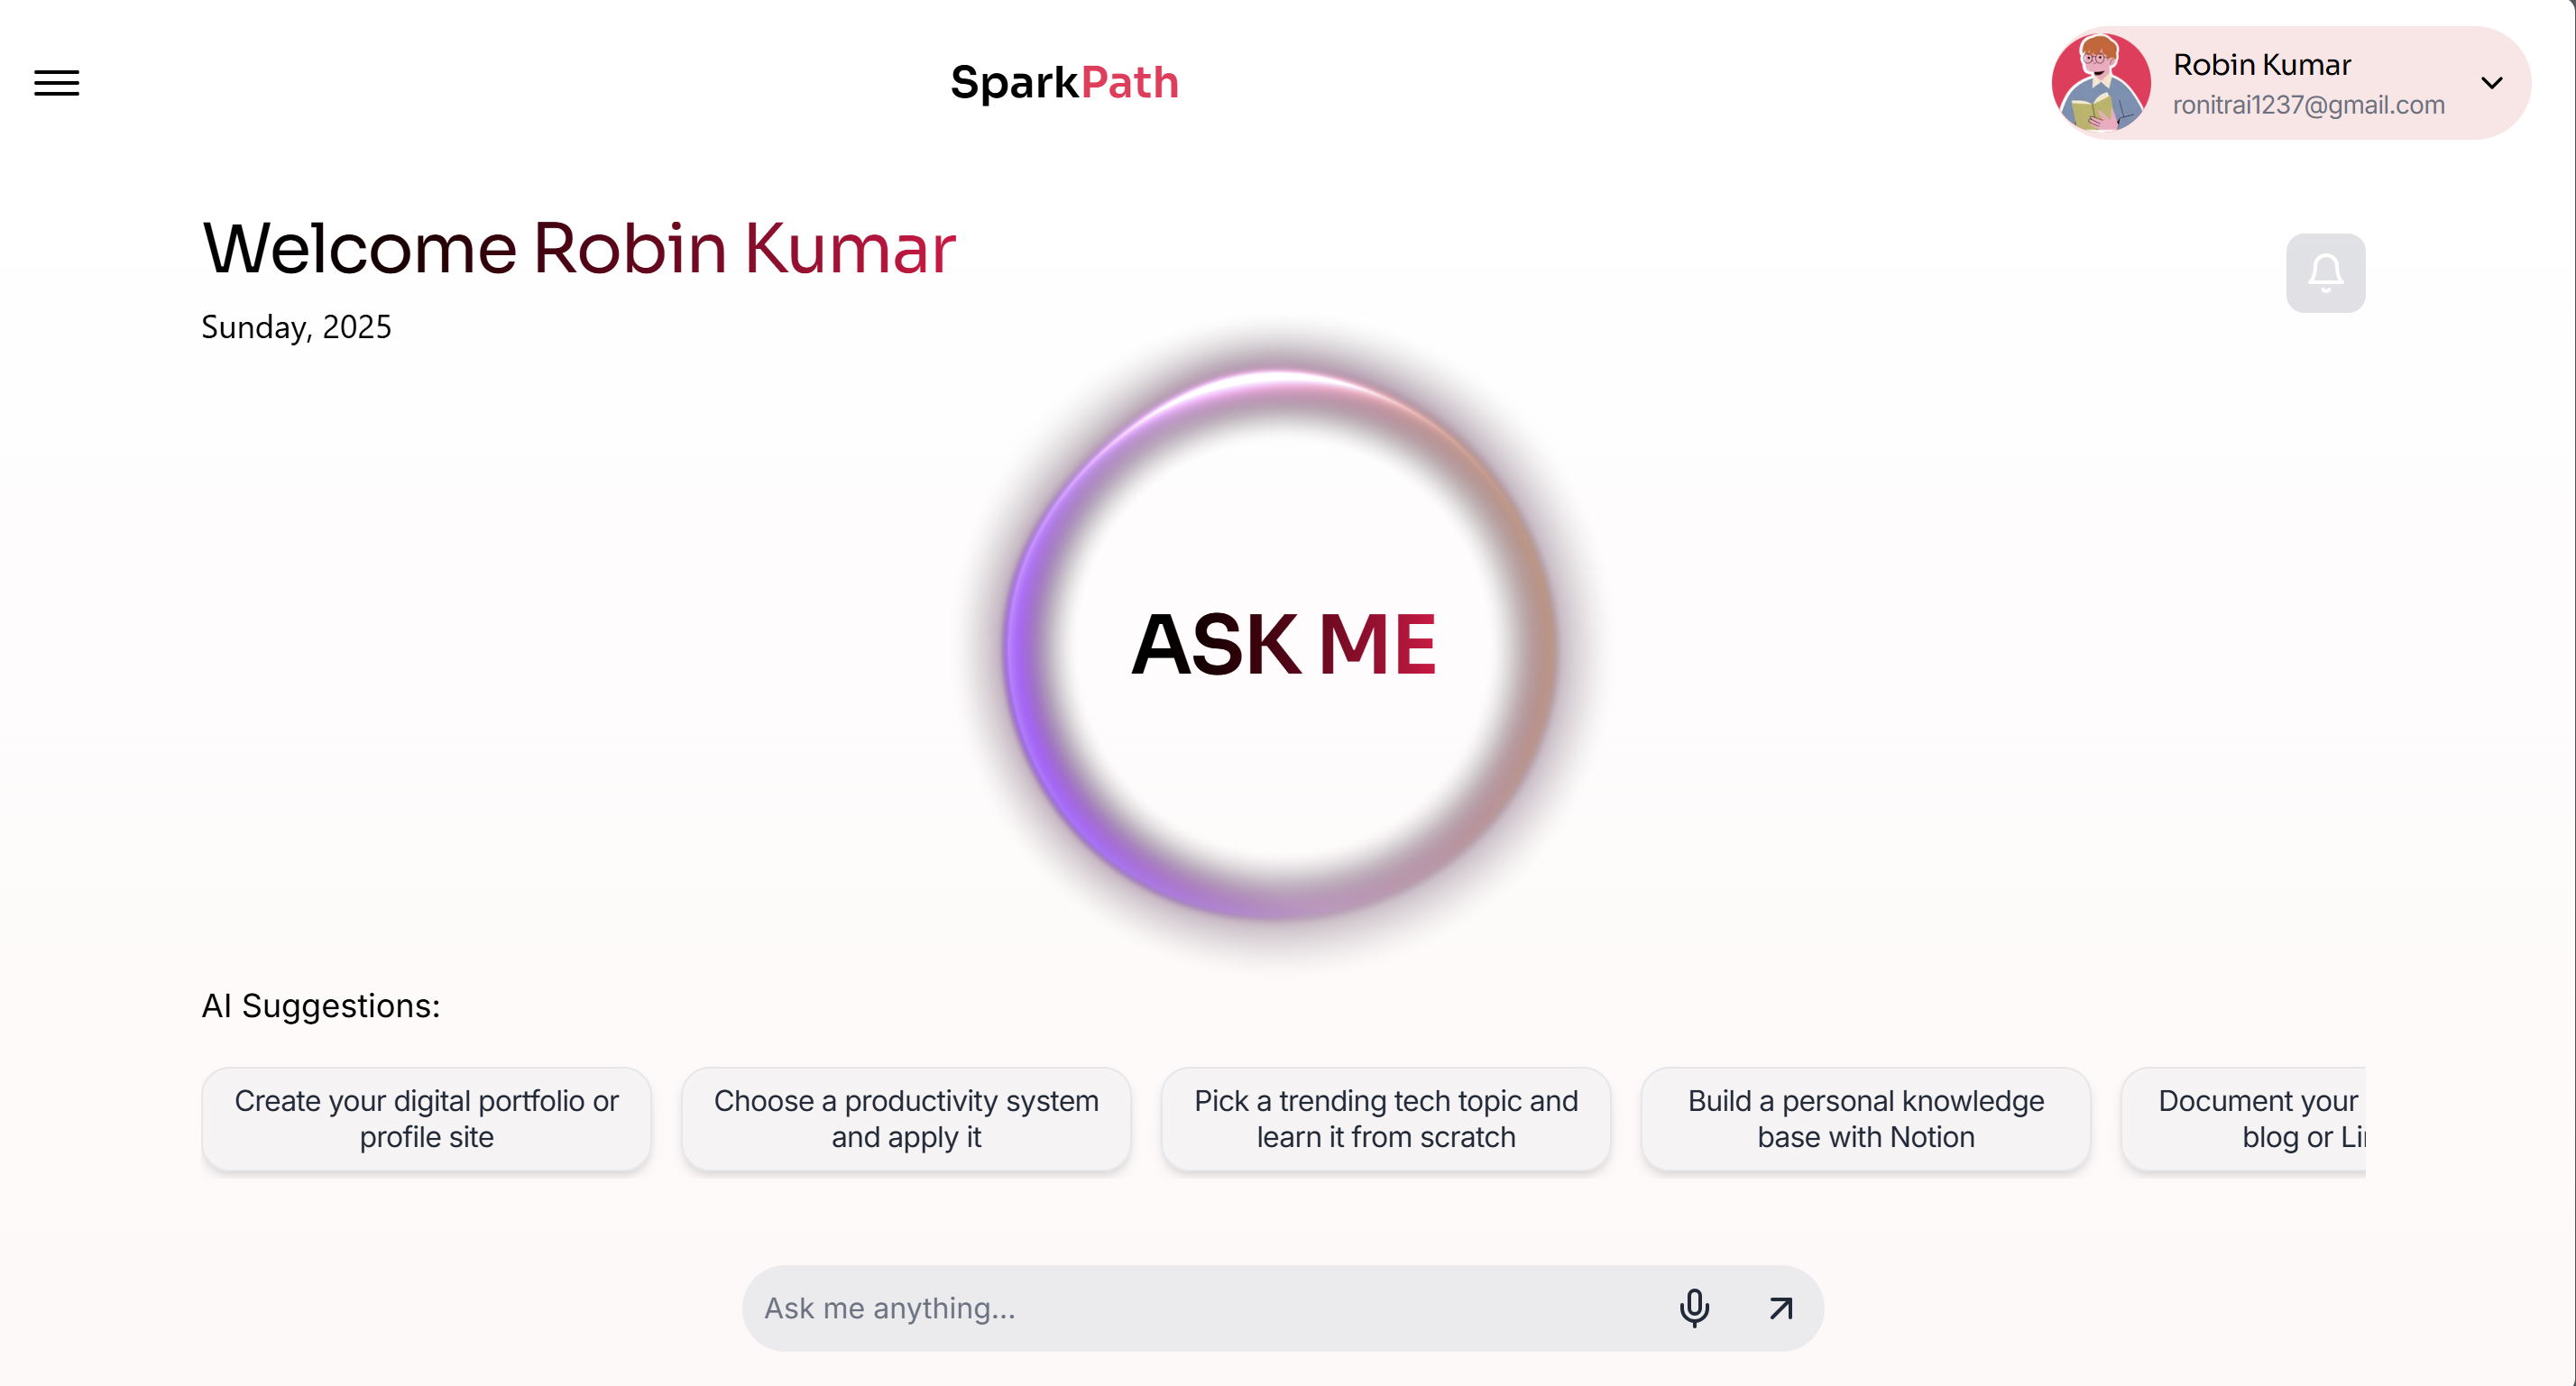 SparkPath
Robin Kumar
ronitrai1237@gmail.com
Welcome Robin Kumar
Sunday, 2025
ASK ME
AI Suggestions:
Create your digital portfolio or
profile site
Choose a productivity system
and apply it
Pick a trending tech topic and
learn it from scratch
Build a personal knowledge
base with Notion
Document your
blog or
Ask me anything...